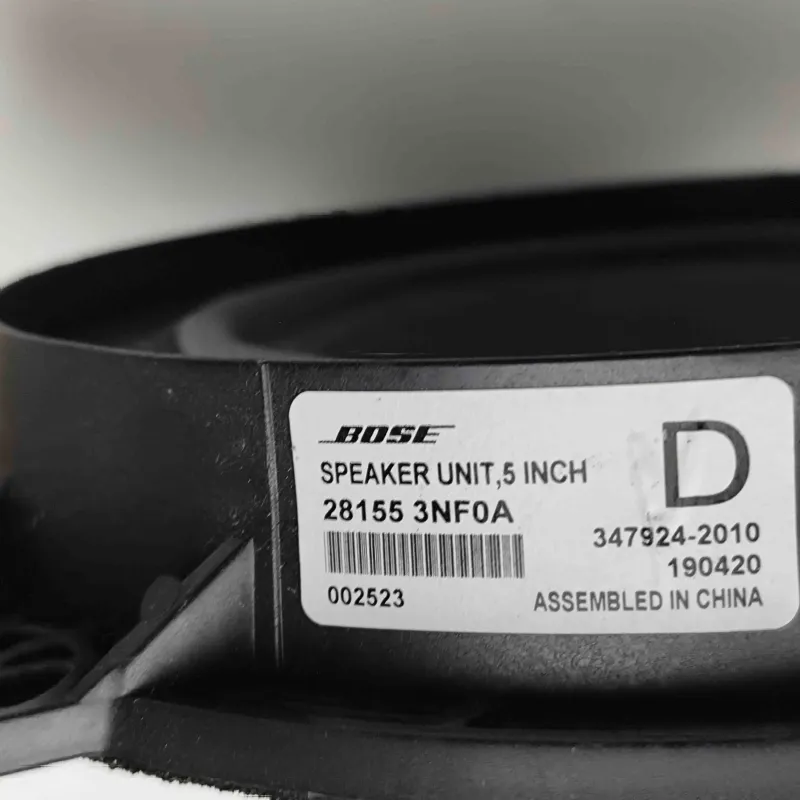 BOSE
D
SPEAKER UNIT,5 INCH
28155 3NF0A
347924-2010
190420
002523
ASSEMBLED IN CHINA